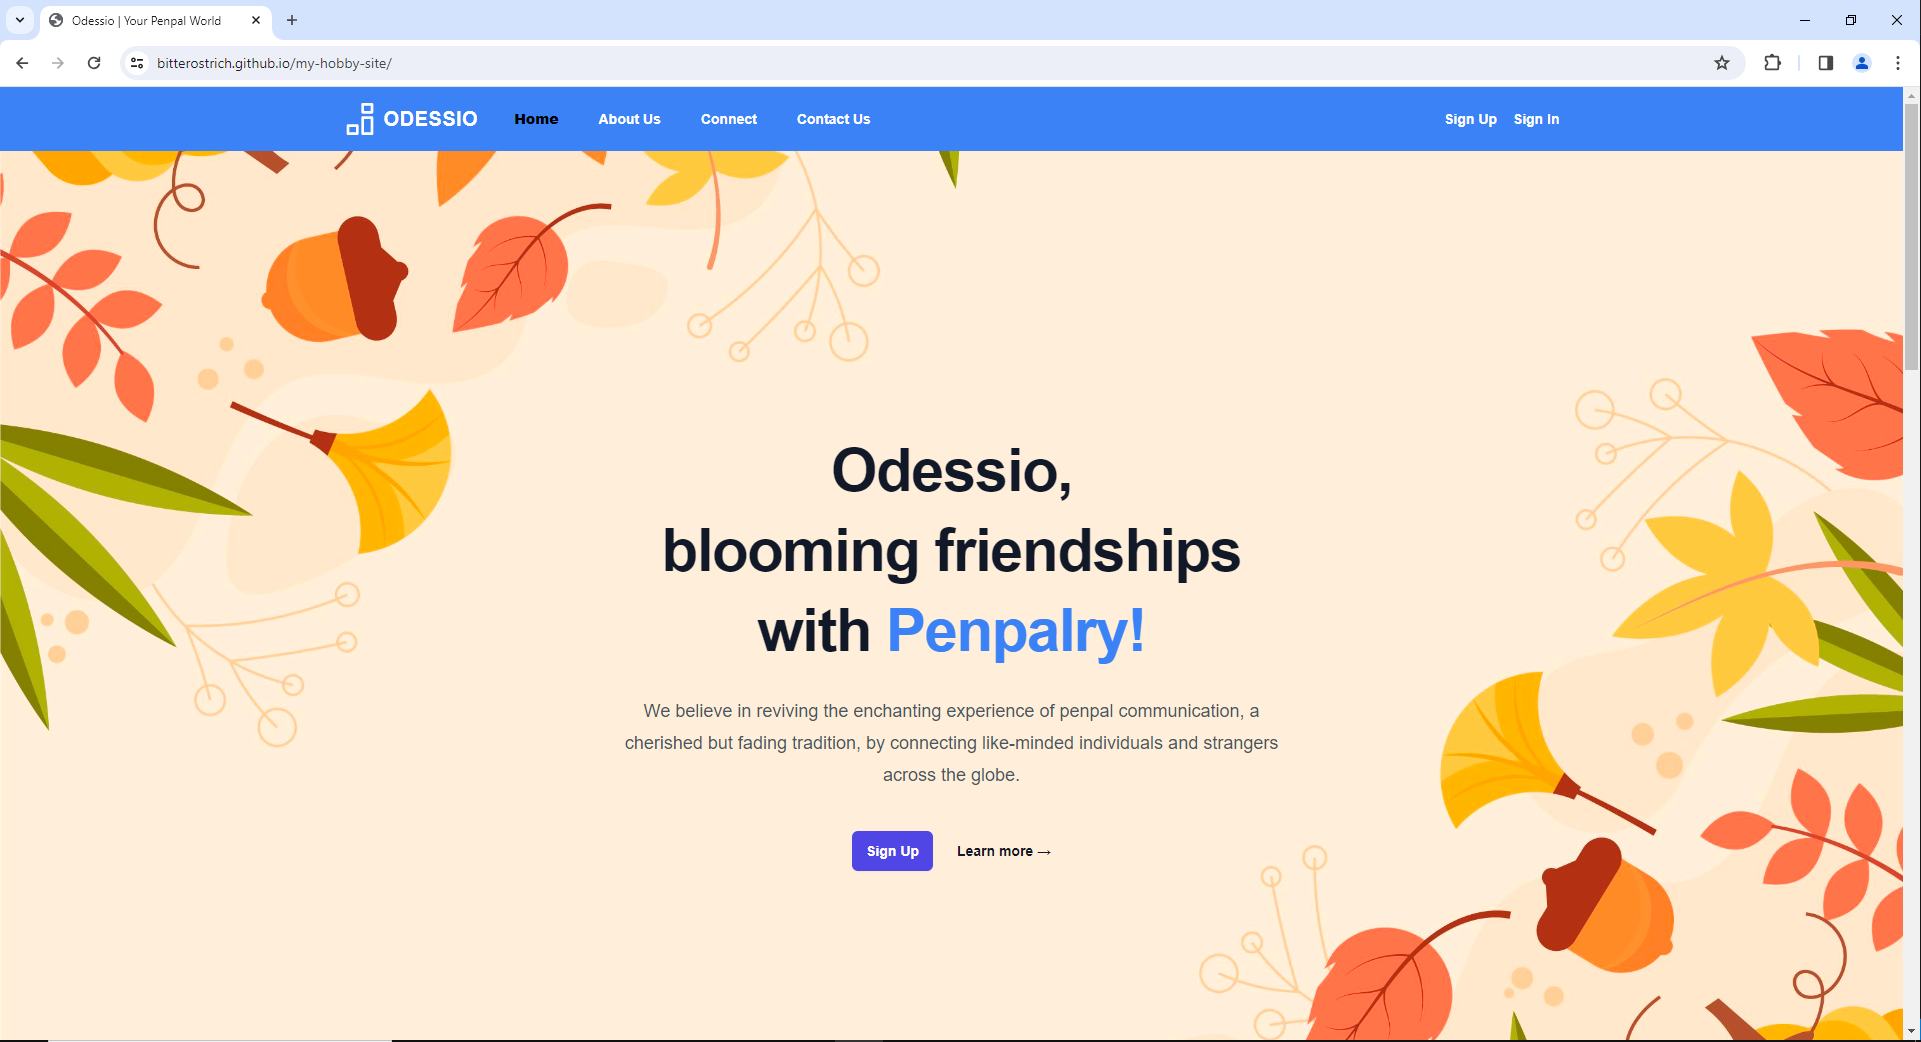 Odessio | Your Penpal World
bitterostrich.github.io/my-hobby-site/
ODESSIO Home About Us Connect Contact Us Sign Up Sign In
Odessio,
blooming friendships
with Penpalry!
We believe in reviving the enchanting experience of penpal communication, a
cherished but fading tradition, by connecting like-minded individuals and strangers
across the globe.
Sign Up Learn more →